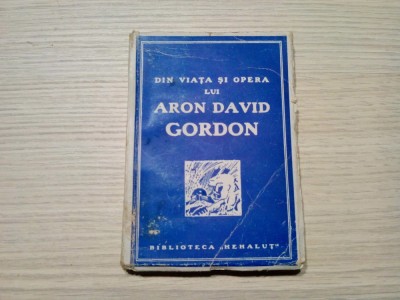 DIN VIAȚA ȘI OPERA
LUI
ARON DAVID
GORDON
BIBLIOTECA „HEHALUȚ"